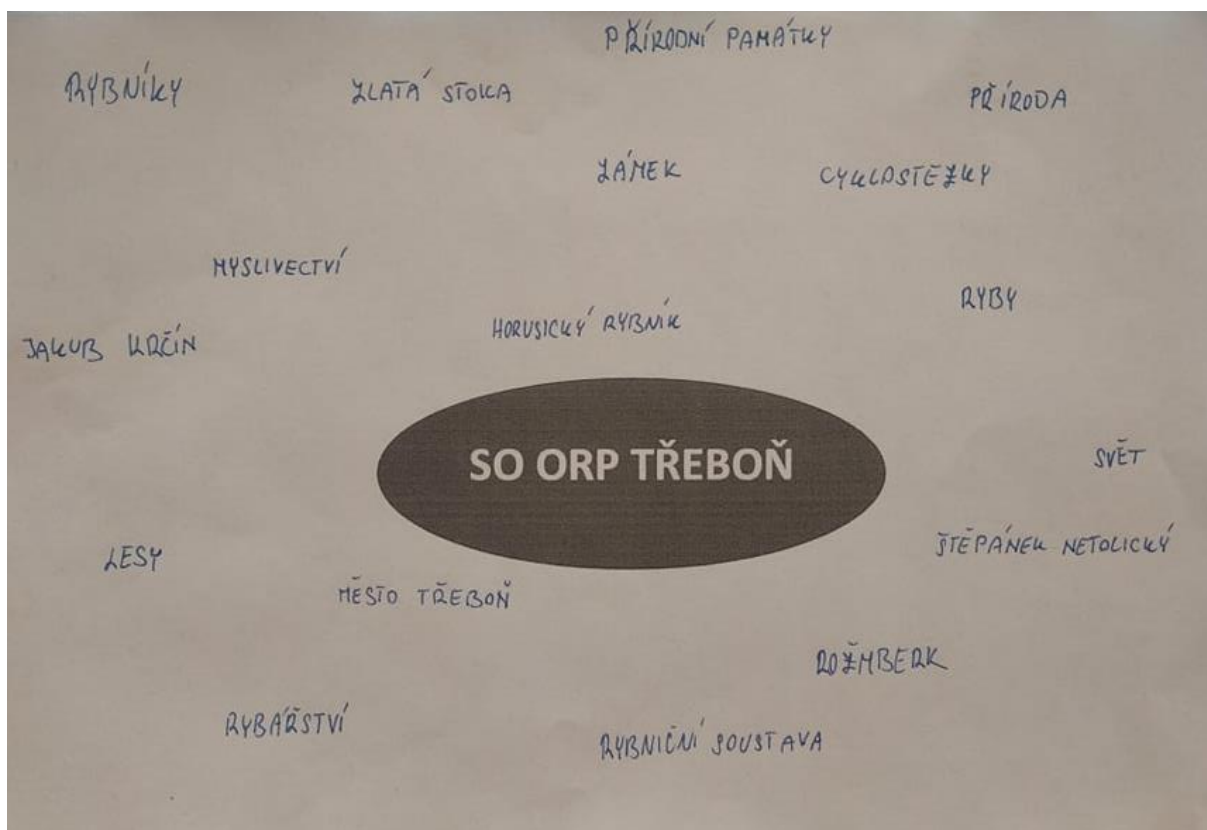 PŘÍRODNÍ PAMÁTKY
RYBNÍKY
ZLATÁ STOKA
PŘÍRODA
ZÁMEK
CYKLOSTEZKY
MYSLIVECTVÍ
RYBY
HORUSICKÝ RYBNÍK
JAKUB KRČÍN
SO ORP TŘEBOŇ
SVĚT
ŠTĚPÁNEK NETOLICKÝ
LESY
MĚSTO TŘEBOŇ
ROŽMBERK
RYBÁŘSTVÍ
RYBNIČNÍ SOUSTAVA